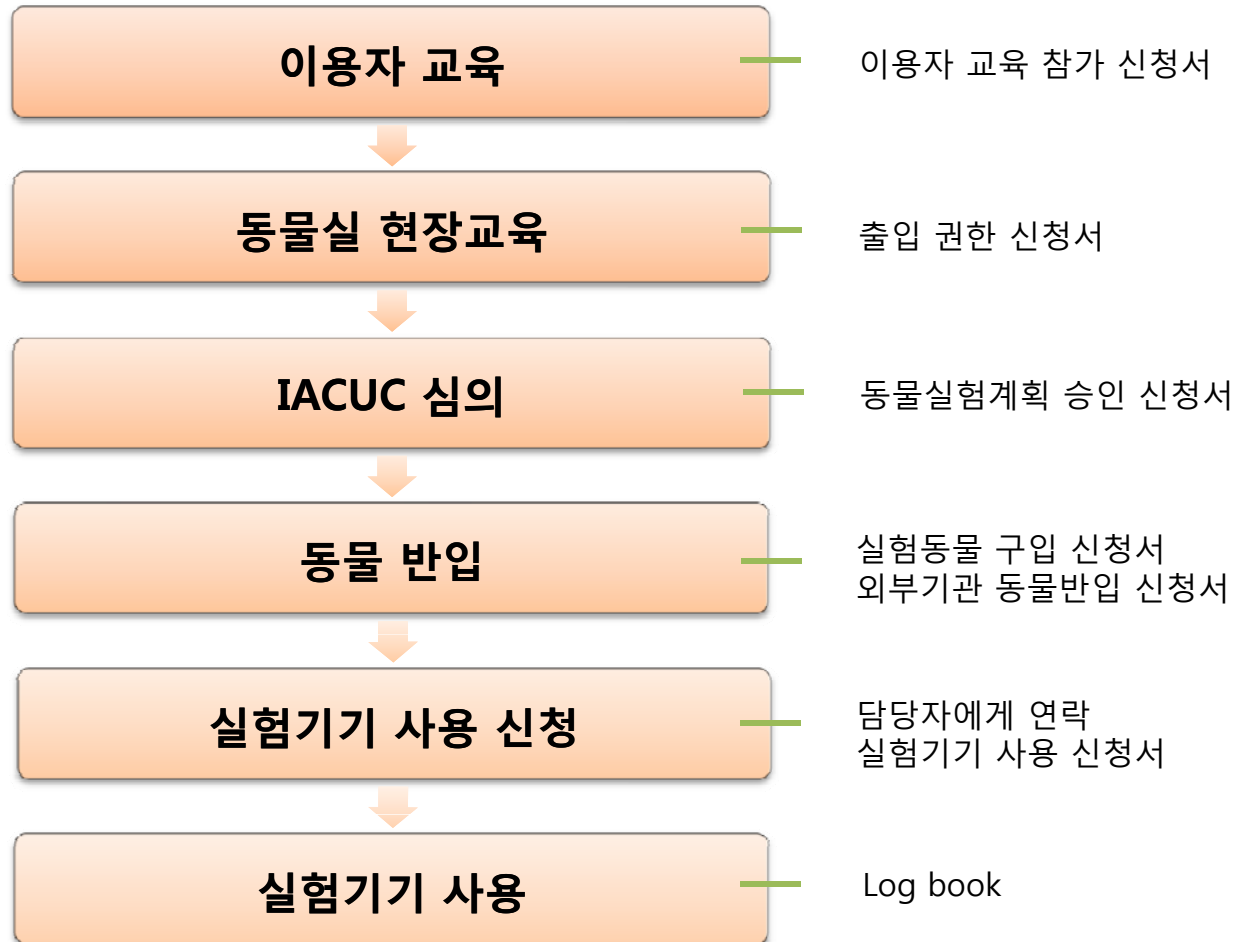 이용자 교육
이용자 교육 참가 신청서
동물실 현장교육
출입 권한 신청서
IACUC 심의
동물실험계획 승인 신청서
동물 반입
실험동물 구입 신청서
외부기관 동물반입 신청서
실험기기 사용 신청
담당자에게 연락
실험기기 사용 신청서
실험기기 사용
Log book